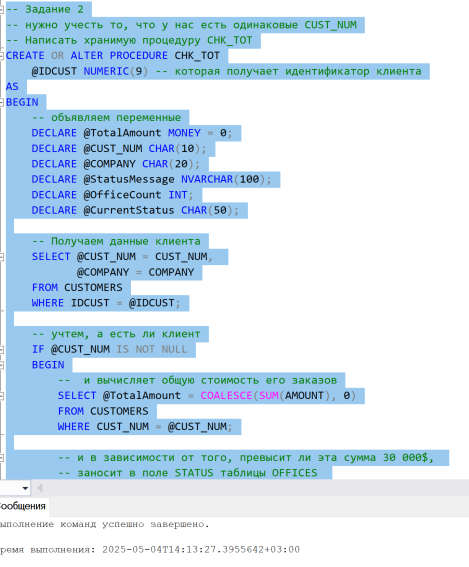 -- Задание 2
-- нужно учесть то, что у нас есть одинаковые CUST_NUM
-- Написать хранимую процедуру CHK_TOT
CREATE OR ALTER PROCEDURE CHK_TOT
@IDCUST NUMERIC(9) -- которая получает идентификатор клиента
AS
BEGIN
-- объявляем переменные
DECLARE @TotalAmount MONEY = 0;
DECLARE @CUST_NUM CHAR(10);
DECLARE @COMPANY CHAR(20);
DECLARE @StatusMessage NVARCHAR(100);
DECLARE @OfficeCount INT;
DECLARE @CurrentStatus CHAR(50);
-- Получаем данные клиента
SELECT @CUST_NUM = CUST_NUM,
@COMPANY = COMPANY
FROM CUSTOMERS
WHERE IDCUST = @IDCUST;
-- учтем, а есть ли клиент
IF @CUST_NUM IS NOT NULL
BEGIN
-- и вычисляет общую стоимость его заказов
SELECT @TotalAmount = COALESCE(SUM(AMOUNT), 0)
FROM CUSTOMERS
WHERE CUST_NUM = @CUST_NUM;
-- и в зависимости от того, превысит ли эта сумма 30 000$,
-- заносит в поле STATUS таблицы OFFICES
ообщения
ыполнение команд успешно завершено.
ремя выполнения: 2025-05-04T14:13:27.3955642+03:00